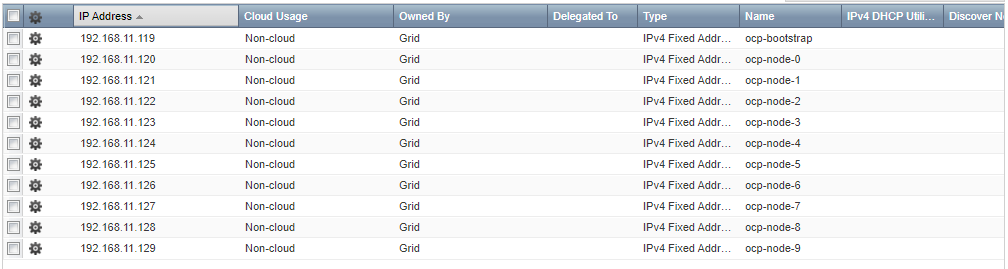 IP Address Cloud Usage Owned By Delegated To Type Name IPv4 DHCP Utili... Discover N
192.168.11.119 Non-cloud Grid IPv4 Fixed Addr... ocp-bootstrap
192.168.11.120 Non-cloud Grid IPv4 Fixed Addr... ocp-node-0
192.168.11.121 Non-cloud Grid IPv4 Fixed Addr... ocp-node-1
192.168.11.122 Non-cloud Grid IPv4 Fixed Addr... ocp-node-2
192.168.11.123 Non-cloud Grid IPv4 Fixed Addr... ocp-node-3
192.168.11.124 Non-cloud Grid IPv4 Fixed Addr... ocp-node-4
192.168.11.125 Non-cloud Grid IPv4 Fixed Addr... ocp-node-5
192.168.11.126 Non-cloud Grid IPv4 Fixed Addr... ocp-node-6
192.168.11.127 Non-cloud Grid IPv4 Fixed Addr... ocp-node-7
192.168.11.128 Non-cloud Grid IPv4 Fixed Addr... ocp-node-8
192.168.11.129 Non-cloud Grid IPv4 Fixed Addr... ocp-node-9